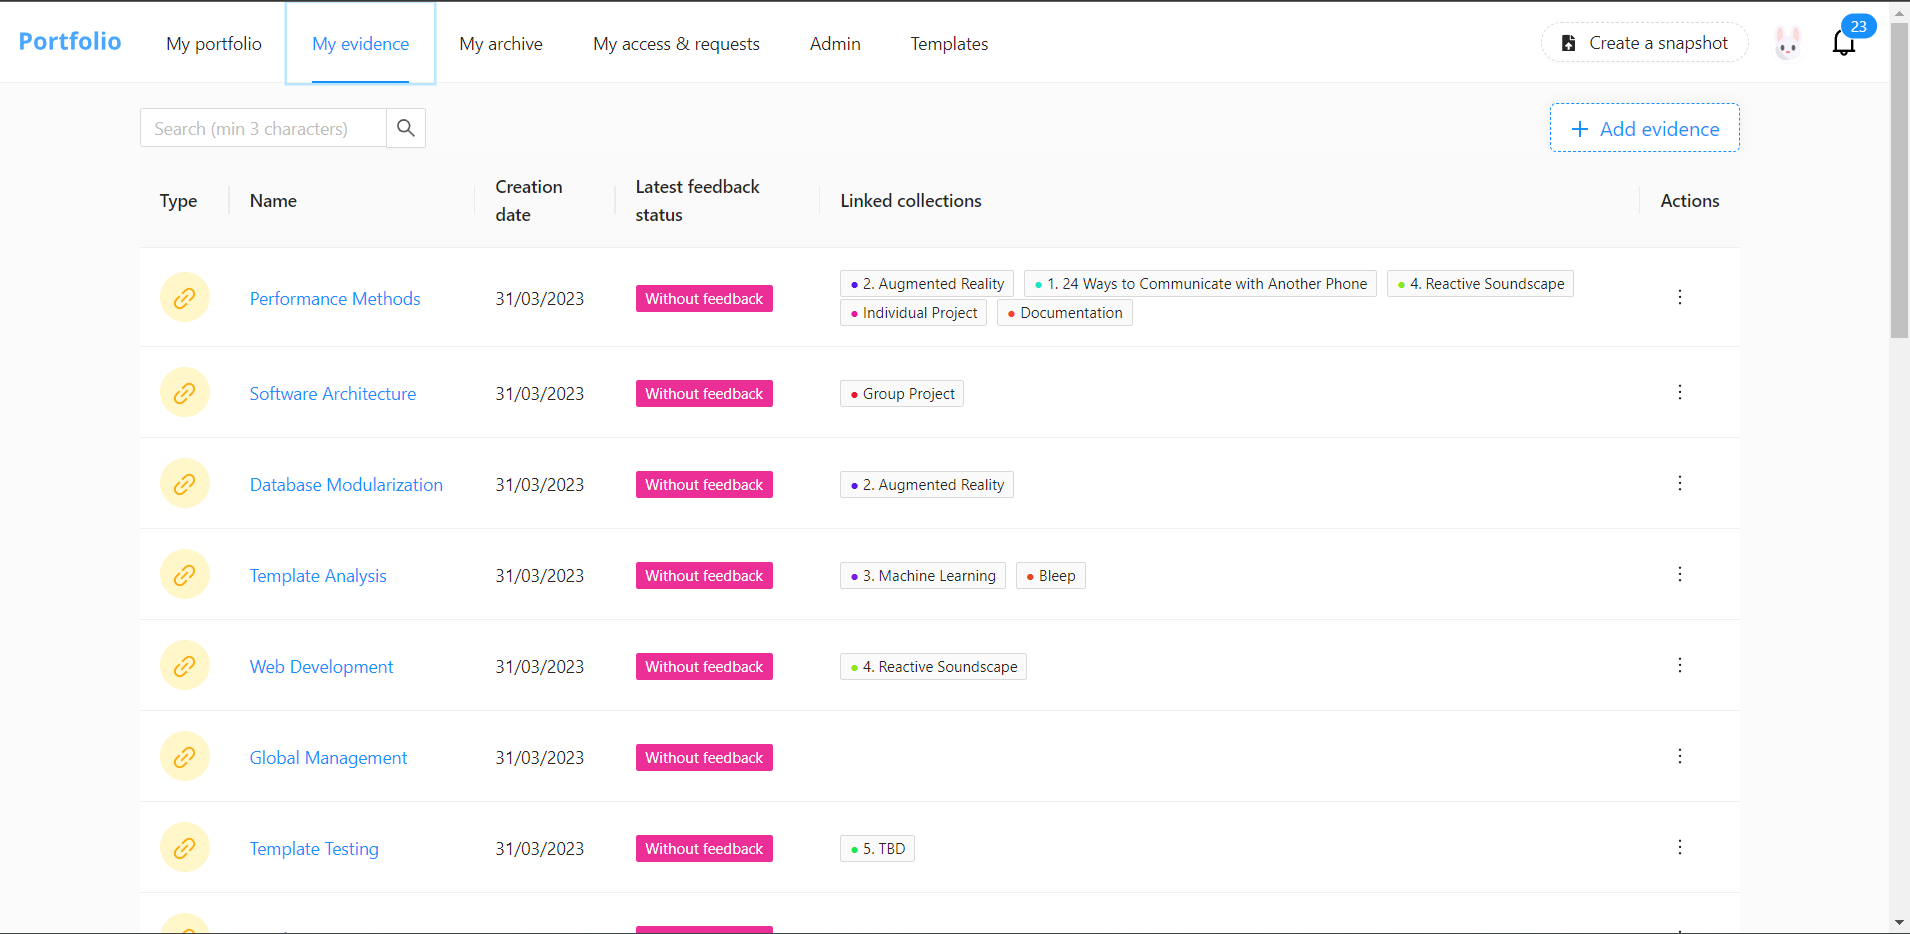 Portfolio My portfolio My evidence My archive My access & requests Admin Templates Create a snapshot 23
Search (min 3 characters) + Add evidence
Type Name Creation date Latest feedback status Linked collections Actions
Performance Methods 31/03/2023 Without feedback 2. Augmented Reality 1. 24 Ways to Communicate with Another Phone 4. Reactive Soundscape
Individual Project Documentation
Software Architecture 31/03/2023 Without feedback Group Project
Database Modularization 31/03/2023 Without feedback 2. Augmented Reality
Template Analysis 31/03/2023 Without feedback 3. Machine Learning Bleep
Web Development 31/03/2023 Without feedback 4. Reactive Soundscape
Global Management 31/03/2023 Without feedback
Template Testing 31/03/2023 Without feedback 5. TBD